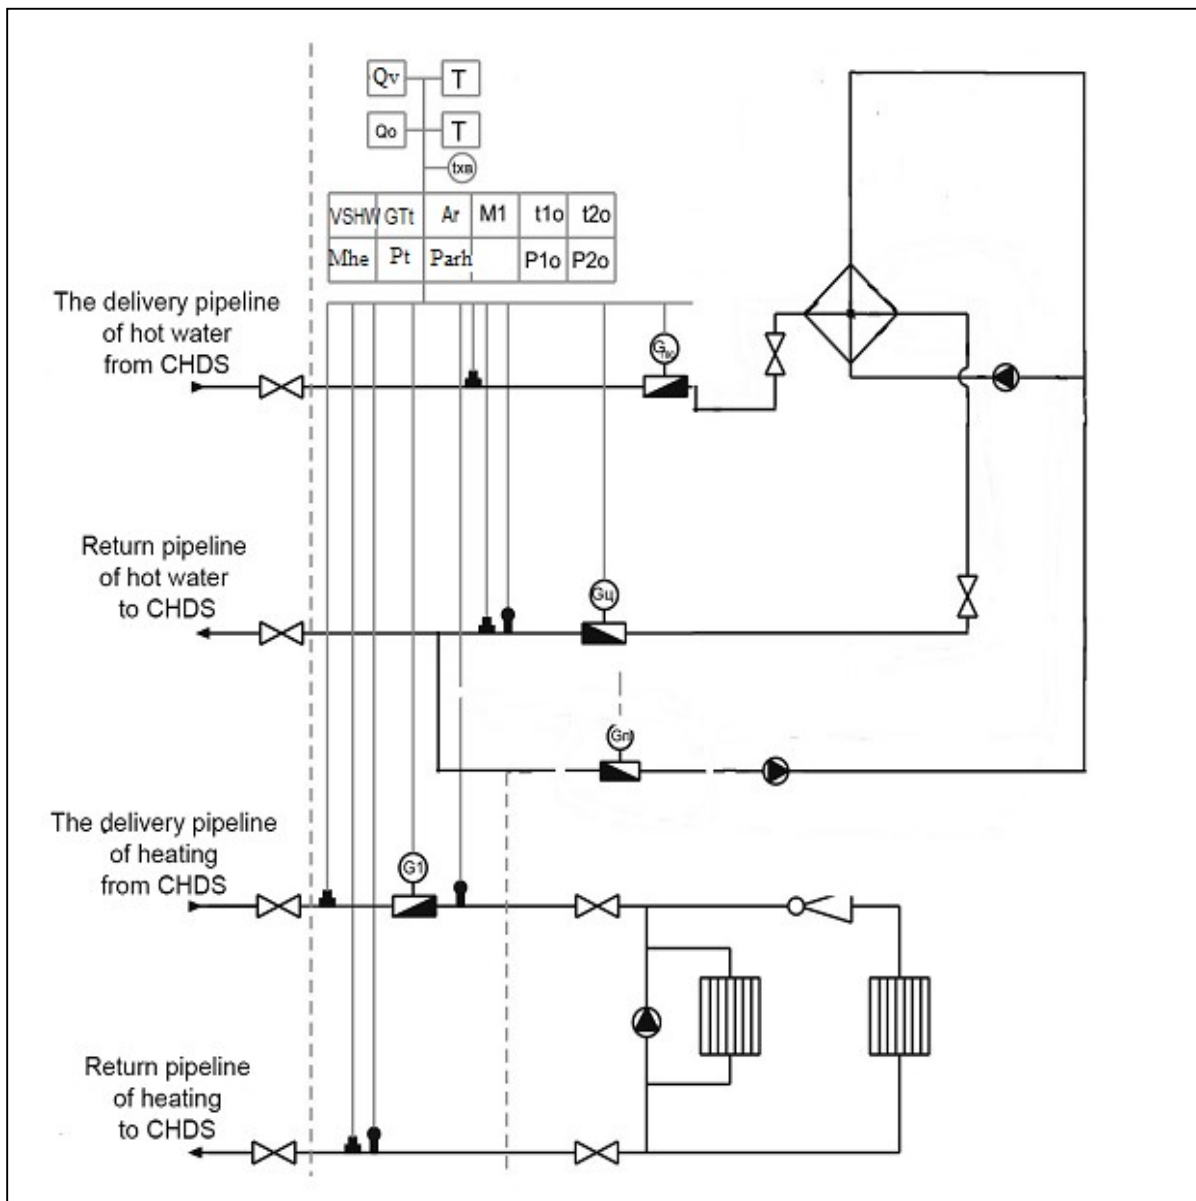 Qv T
Qo T
txв
VSHW GTt Ar M1 t1o t2o
Mhe Pt Parh P1o P2o
The delivery pipeline
of hot water
from CHDS
Return pipeline
of hot water
to CHDS
Gц
Gп
The delivery pipeline
of heating
from CHDS
G1
Return pipeline
of heating
to CHDS